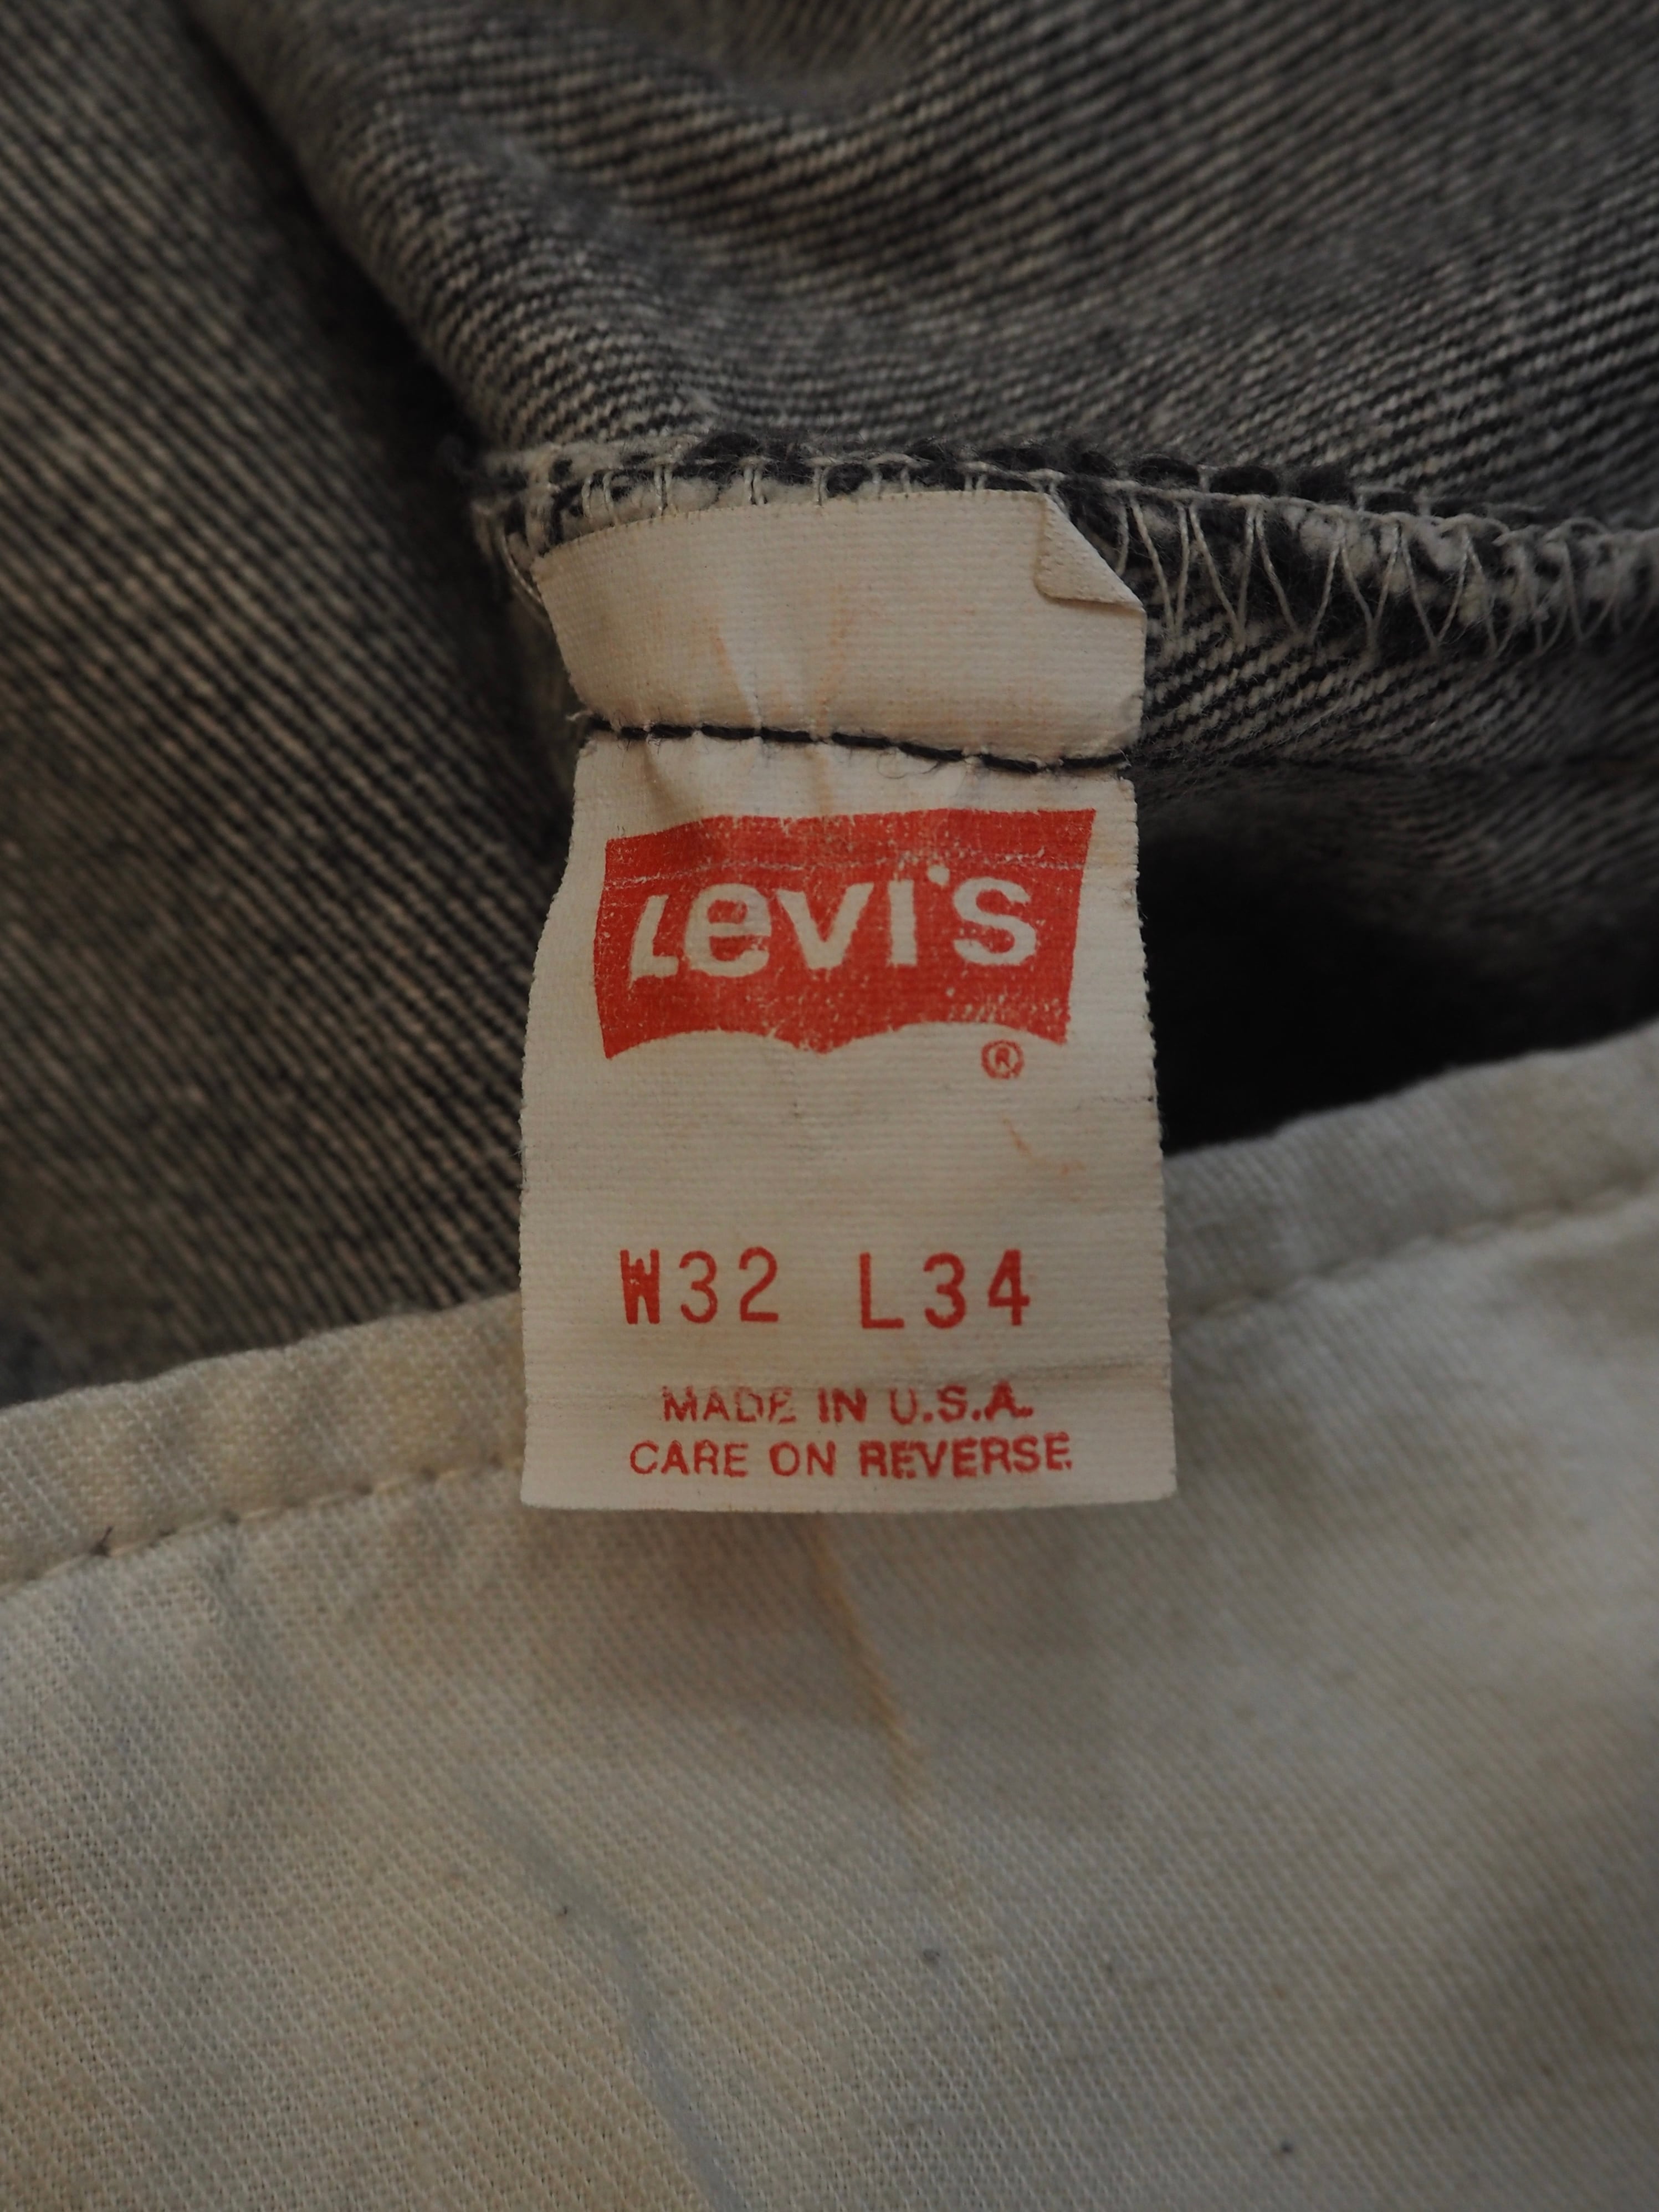 Levi's
®
W32 L34
MADE IN U.S.A.
CARE ON REVERSE